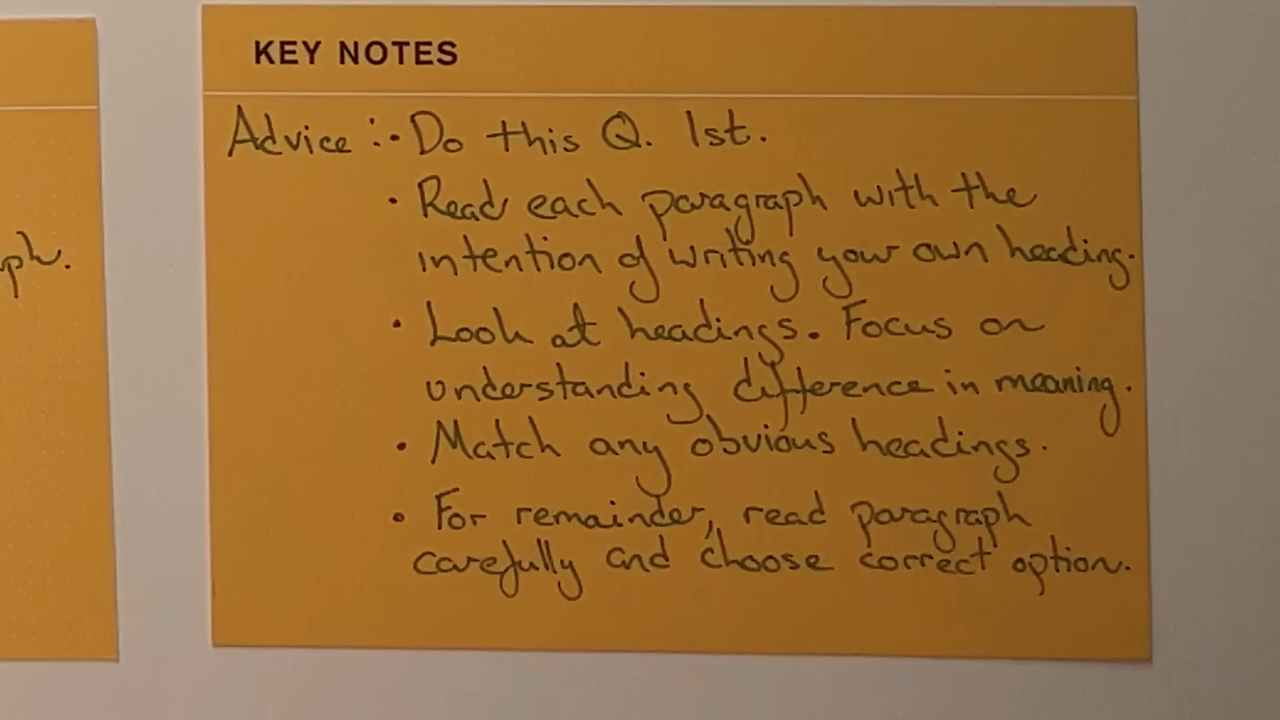 KEY NOTES
Advice : • Do this Q. 1st.
• Read each paragraph with the
intention of writing your own heading.
• Look at headings. Focus on
understanding difference in meaning.
• Match any obvious headings.
• For remainder, read paragraph
carefully and choose correct option.